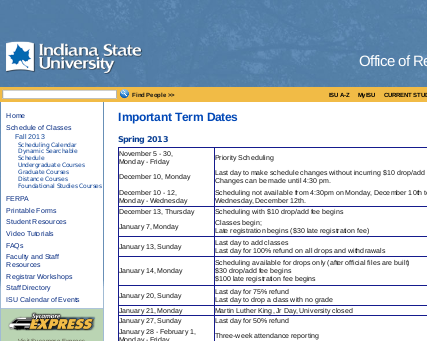 Indiana State
University
Office of Re
Find People >>
ISU A-Z MyISU CURRENT STU
Home
Schedule of Classes
Fall 2013
Scheduling Calendar
Dynamic Searchable
Schedule
Undergraduate Courses
Graduate Courses
Distance Courses
Foundational Studies Courses
FERPA
Printable Forms
Student Resources
Video Tutorials
FAQs
Faculty and Staff
Resources
Registrar Workshops
Staff Directory
ISU Calendar of Events
Sycamore
EXPRESS
Important Term Dates
Spring 2013
November 5 - 30,
Monday - Friday
Priority Scheduling
December 10, Monday
Last day to make schedule changes without incurring $10 drop/add
Changes can be made until 4:30 pm.
December 10 - 12,
Monday - Wednesday
Scheduling not available from 4:30pm on Monday, December 10th t
Wednesday, December 12th.
December 13, Thursday
Scheduling with $10 drop/add fee begins
January 7, Monday
Classes begin;
Late registration begins ($30 late registration fee)
January 13, Sunday
Last day to add classes
Last day for 100% refund on all drops and withdrawals
January 14, Monday
Scheduling available for drops only (after official files are built)
$30 drop/add fee begins
$100 late registration fee begins
January 20, Sunday
Last day for 75% refund
Last day to drop a class with no grade
January 21, Monday
Martin Luther King, Jr Day, University closed
January 27, Sunday
Last day for 50% refund
January 28 - February 1,
Monday - Friday
Three-week attendance reporting